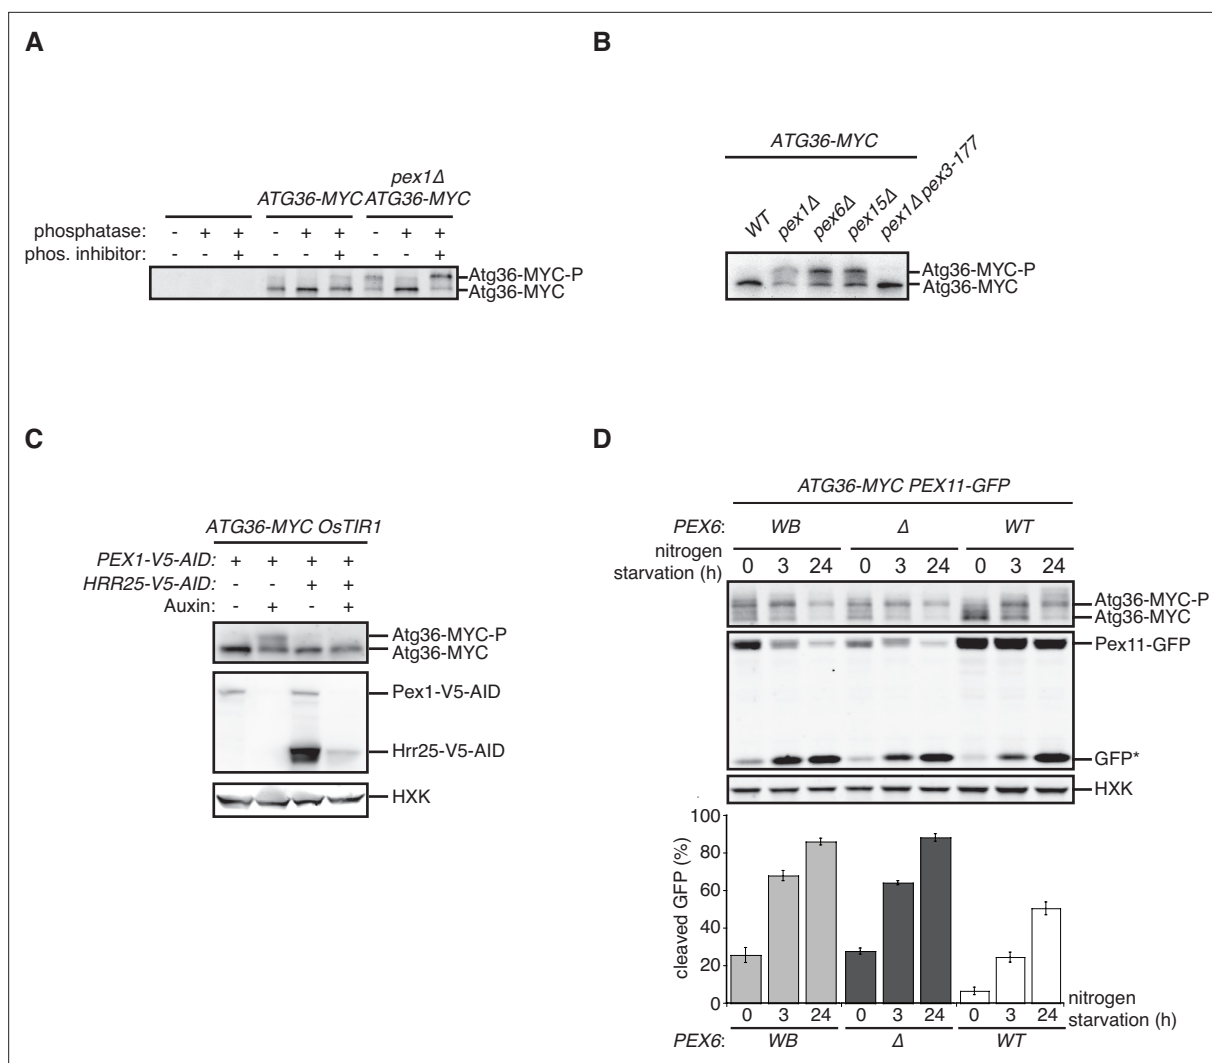 A
pex1Δ
ATG36-MYC ATG36-MYC
phosphatase: - + + - + + - + +
phos. inhibitor: - - + - - + - - +
Atg36-MYC-P
Atg36-MYC
B
ATG36-MYC
WT pex1Δ pex6Δ pex15Δ pex1Δ pex3-177
Atg36-MYC-P
Atg36-MYC
C
ATG36-MYC OsTIR1
PEX1-V5-AID: + + + +
HRR25-V5-AID: - - + +
Auxin: - + - +
Atg36-MYC-P
Atg36-MYC
Pex1-V5-AID
Hrr25-V5-AID
HXK
D
ATG36-MYC PEX11-GFP
PEX6: WB Δ WT
nitrogen
starvation (h) 0 3 24 0 3 24 0 3 24
Atg36-MYC-P
Atg36-MYC
Pex11-GFP
GFP*
HXK
cleaved GFP (%)
100
80
60
40
20
0
0 3 24 0 3 24 0 3 24 nitrogen
starvation (h)
PEX6: WB Δ WT